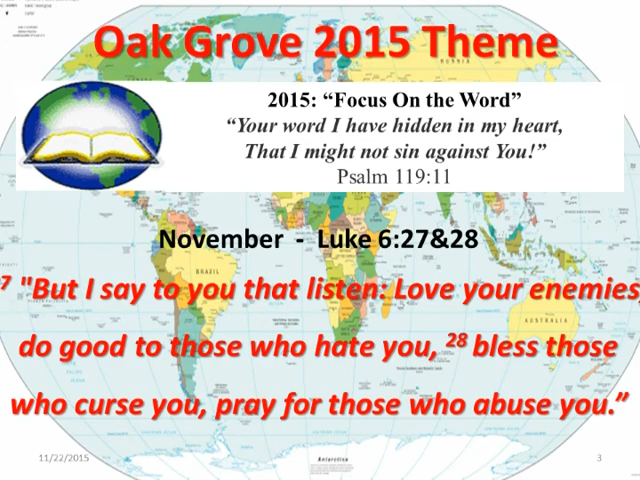 Oak Grove 2015 Theme
2015: “Focus On the Word”
“Your word I have hidden in my heart,
That I might not sin against You!”
Psalm 119:11
November - Luke 6:27&28
7 "But I say to you that listen: Love your enemies
do good to those who hate you, 28 bless those
who curse you, pray for those who abuse you.”
BRAZIL
AUSTRALIA
RUSSIA
Antarctica
11/22/2015
3